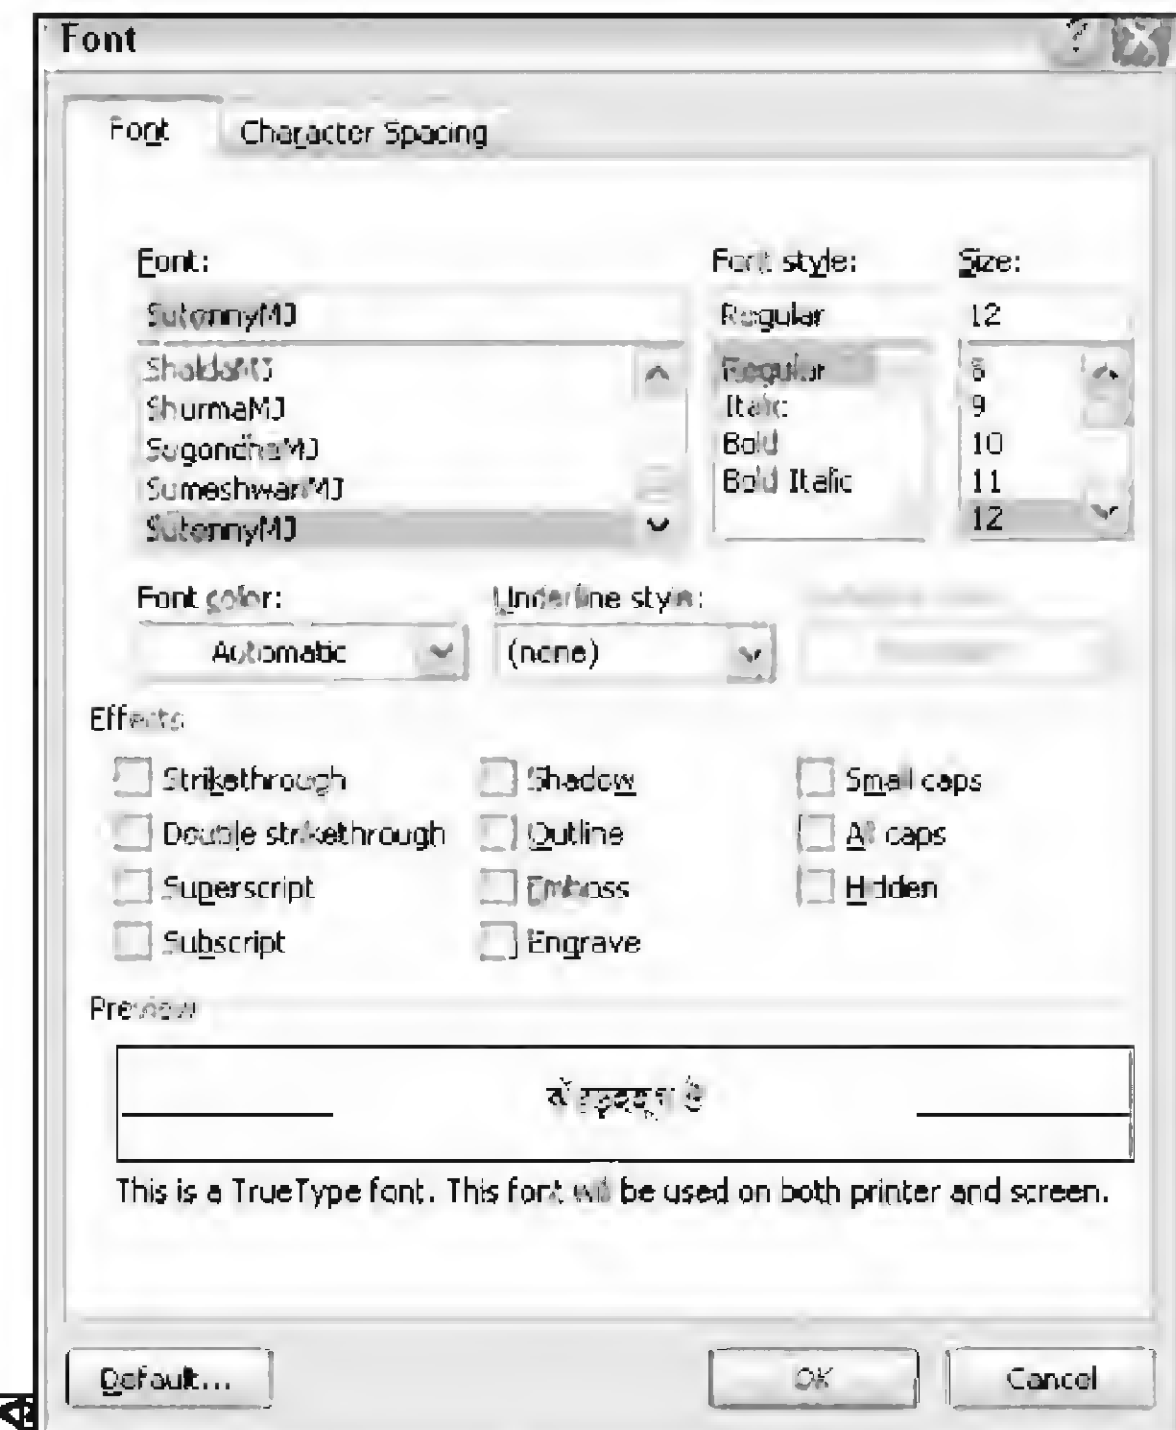 Font
Font Character Spacing
Font: Font style: Size:
SutonnyMJ Regular 12
ShurmaMJ Regular 8
SugondhaMJ Italic 9
SumeshwariMJ Bold 10
SutonnyMJ Bold Italic 11
12
Font color: Underline style:
Automatic (none)
Effects
Strikethrough Shadow Small caps
Double strikethrough Outline All caps
Superscript Emboss Hidden
Subscript Engrave
Preview
This is a TrueType font. This font will be used on both printer and screen.
Default... OK Cancel